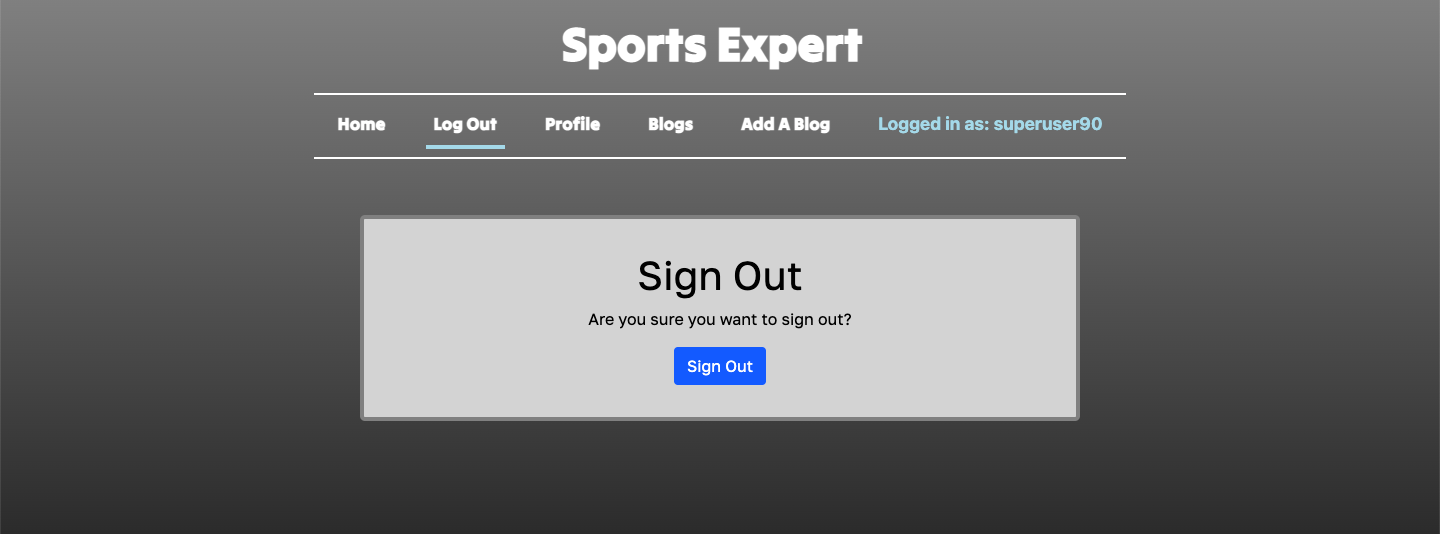 Sports Expert
Home Log Out Profile Blogs Add A Blog Logged in as: superuser90
Sign Out
Are you sure you want to sign out?
Sign Out